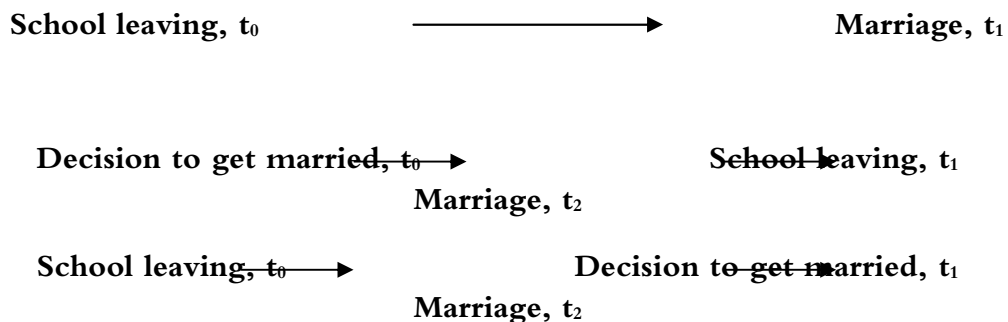 School leaving, t₀ Marriage, t₁
Decision to get married, t₀ School leaving, t₁
Marriage, t₂
School leaving, t₀ Decision to get married, t₁
Marriage, t₂